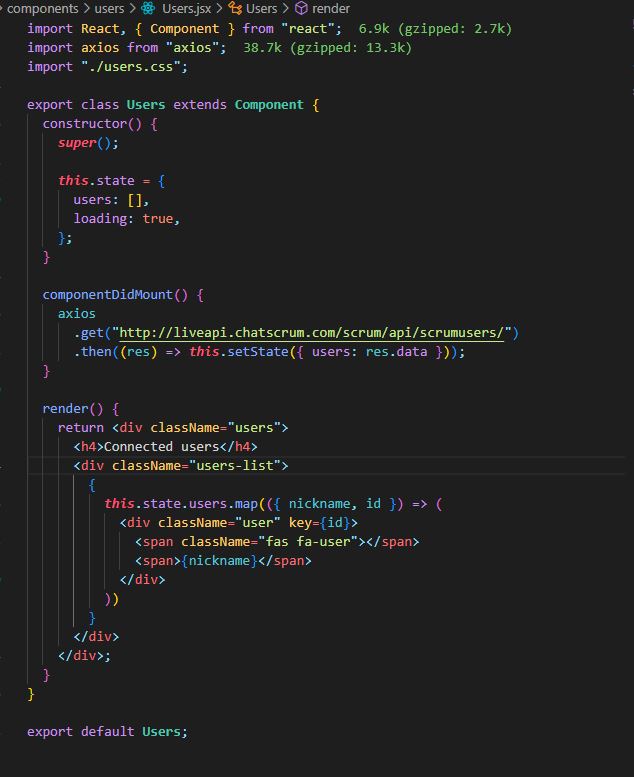 components > users > Users.jsx > Users > render
import React, { Component } from "react";  6.9k (gzipped: 2.7k)
import axios from "axios";  38.7k (gzipped: 13.3k)
import "./users.css";

export class Users extends Component {
  constructor() {
    super();

    this.state = {
      users: [],
      loading: true,
    };
  }

  componentDidMount() {
    axios
      .get("http://liveapi.chatscrum.com/scrum/api/scrumusers/")
      .then((res) => this.setState({ users: res.data }));
  }

  render() {
    return <div className="users">
      <h4>Connected users</h4>
      <div className="users-list">
        {
          this.state.users.map(({ nickname, id }) => (
            <div className="user" key={id}>
              <span className="fas fa-user"></span>
              <span>{nickname}</span>
            </div>
          ))
        }
      </div>
    </div>;
  }
}

export default Users;